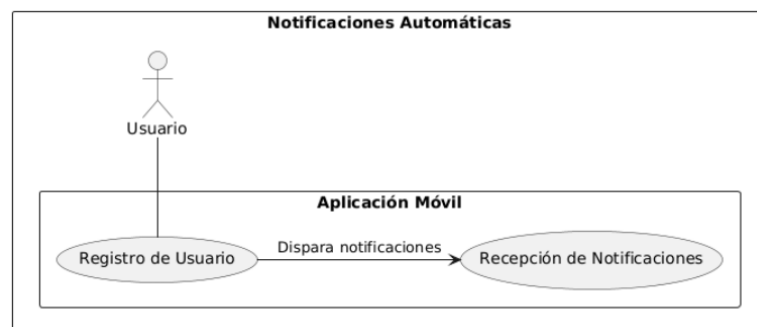 Notificaciones Automáticas
Usuario
Aplicación Móvil
Dispara notificaciones
Registro de Usuario
Recepción de Notificaciones